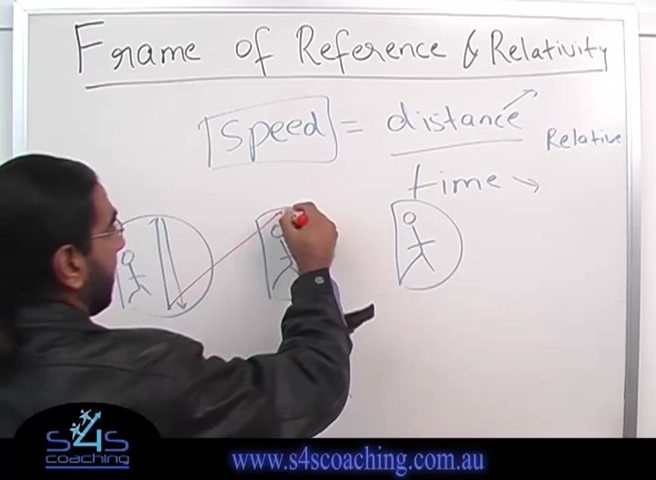 Frame of Reference & Relativity
Speed = distance
Relative
time
S4S
coaching
www.s4scoaching.com.au